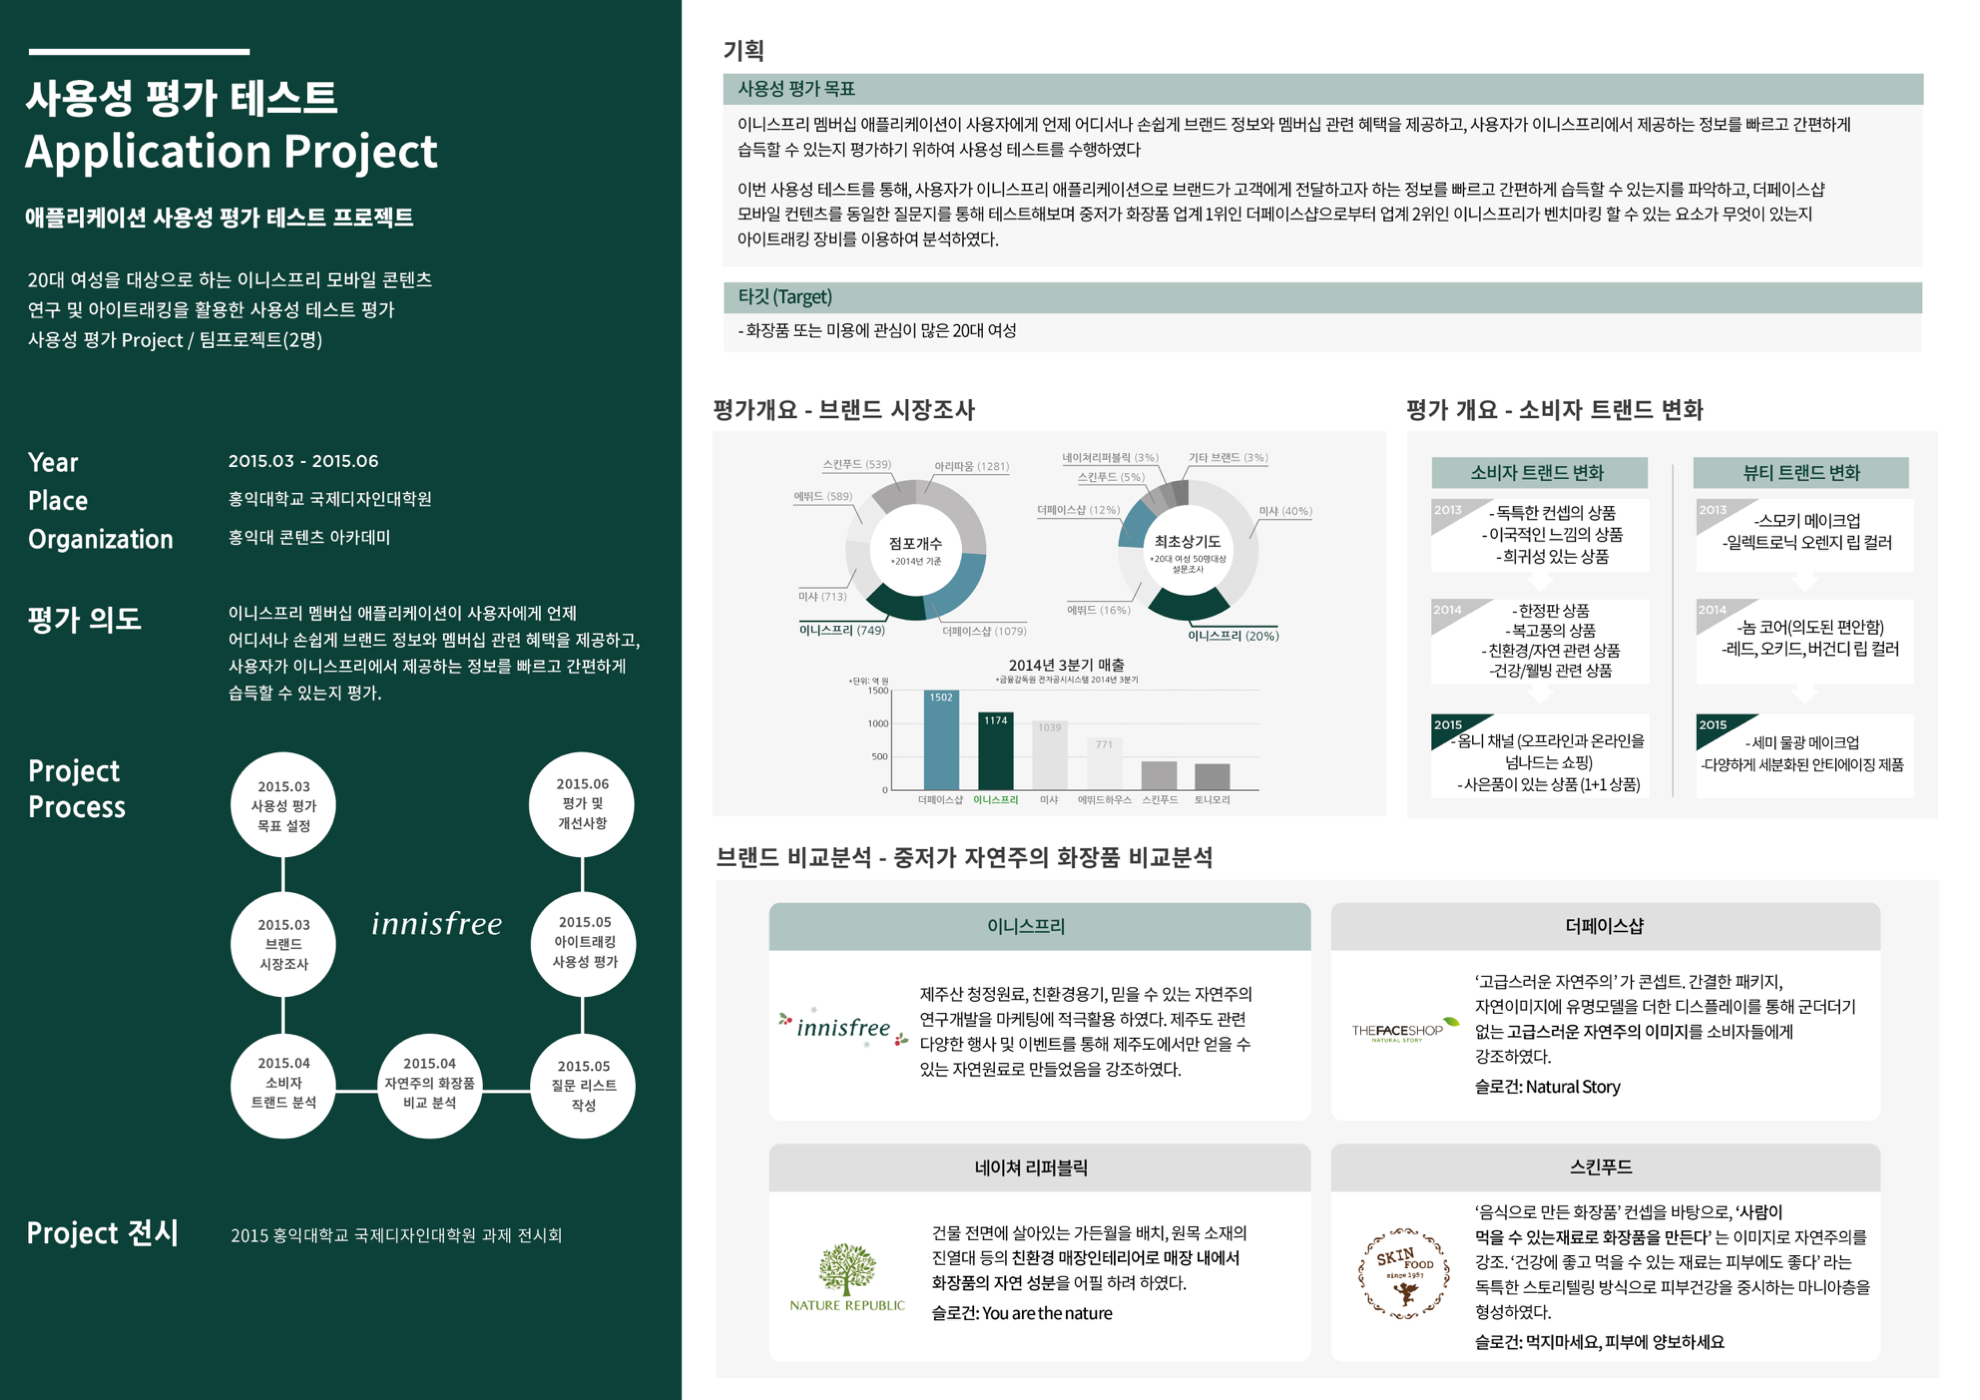 사용성 평가 테스트
Application Project
애플리케이션 사용성 평가 테스트 프로젝트
20대 여성을 대상으로 하는 이니스프리 모바일 콘텐츠
연구 및 아이트래킹을 활용한 사용성 테스트 평가
사용성 평가 Project / 팀프로젝트(2명)
Year
2015.03 - 2015.06
Place
홍익대학교 국제디자인대학원
Organization
홍익대 콘텐츠 아카데미
평가 의도
이니스프리 멤버십 애플리케이션이 사용자에게 언제
어디서나 손쉽게 브랜드 정보와 멤버십 관련 혜택을 제공하고,
사용자가 이니스프리에서 제공하는 정보를 빠르고 간편하게
습득할 수 있는지 평가.
Project
Process
2015.03
사용성 평가
목표 설정
2015.03
브랜드
시장조사
2015.04
소비자
트랜드 분석
2015.04
자연주의 화장품
비교 분석
2015.05
질문 리스트
작성
2015.05
아이트래킹
사용성 평가
2015.06
평가 및
개선사항
innisfree
Project 전시
2015 홍익대학교 국제디자인대학원 과제 전시회
기획
사용성 평가 목표
이니스프리 멤버십 애플리케이션이 사용자에게 언제 어디서나 손쉽게 브랜드 정보와 멤버십 관련 혜택을 제공하고, 사용자가 이니스프리에서 제공하는 정보를 빠르고 간편하게
습득할 수 있는지 평가하기 위하여 사용성 테스트를 수행하였다
이번 사용성 테스트를 통해, 사용자가 이니스프리 애플리케이션으로 브랜드가 고객에게 전달하고자 하는 정보를 빠르고 간편하게 습득할 수 있는지를 파악하고, 더페이스샵
모바일 컨텐츠를 동일한 질문지를 통해 테스트해보며 중저가 화장품 업계 1위인 더페이스샵으로부터 업계 2위인 이니스프리가 벤치마킹 할 수 있는 요소가 무엇이 있는지
아이트래킹 장비를 이용하여 분석하였다.
타깃 (Target)
- 화장품 또는 미용에 관심이 많은 20대 여성
평가개요 - 브랜드 시장조사
스킨푸드 (539)
아리따움 (1281)
에뛰드 (589)
점포개수
*2014년 기준
미샤 (713)
이니스프리 (749)
더페이스샵 (1079)
네이쳐리퍼블릭 (3%)
기타 브랜드 (3%)
스킨푸드 (5%)
더페이스샵 (12%)
미샤 (40%)
최초상기도
*20대 여성 50명대상
설문조사
에뛰드 (16%)
이니스프리 (20%)
2014년 3분기 매출
*금융감독원 전자공시시스템 2014년 3분기
*단위: 억 원
1500
1000
500
0
1502
1174
1039
771
더페이스샵
이니스프리
미샤
에뛰드하우스
스킨푸드
토니모리
평가 개요 - 소비자 트랜드 변화
소비자 트랜드 변화
2013
- 독특한 컨셉의 상품
- 이국적인 느낌의 상품
- 희귀성 있는 상품
2014
- 한정판 상품
- 복고풍의 상품
- 친환경/자연 관련 상품
-건강/웰빙 관련 상품
2015
- 옴니 채널 (오프라인과 온라인을
넘나드는 쇼핑)
- 사은품이 있는 상품 (1+1 상품)
뷰티 트랜드 변화
2013
-스모키 메이크업
-일렉트로닉 오렌지 립 컬러
2014
-놈 코어(의도된 편안함)
-레드, 오키드, 버건디 립 컬러
2015
- 세미 물광 메이크업
-다양하게 세분화된 안티에이징 제품
브랜드 비교분석 - 중저가 자연주의 화장품 비교분석
이니스프리
innisfree
제주산 청정원료, 친환경용기, 믿을 수 있는 자연주의
연구개발을 마케팅에 적극활용 하였다. 제주도 관련
다양한 행사 및 이벤트를 통해 제주도에서만 얻을 수
있는 자연원료로 만들었음을 강조하였다.
더페이스샵
THEFACESHOP
NATURAL STORY
‘고급스러운 자연주의’ 가 콘셉트. 간결한 패키지,
자연이미지에 유명모델을 더한 디스플레이를 통해 군더더기
없는 고급스러운 자연주의 이미지를 소비자들에게
강조하였다.
슬로건: Natural Story
네이쳐 리퍼블릭
NATURE REPUBLIC
건물 전면에 살아있는 가든월을 배치, 원목 소재의
진열대 등의 친환경 매장인테리어로 매장 내에서
화장품의 자연 성분을 어필 하려 하였다.
슬로건: You are the nature
스킨푸드
SKIN
FOOD
since 1957
‘음식으로 만든 화장품’ 컨셉을 바탕으로, ‘사람이
먹을 수 있는재료로 화장품을 만든다’ 는 이미지로 자연주의를
강조. ‘건강에 좋고 먹을 수 있는 재료는 피부에도 좋다’ 라는
독특한 스토리텔링 방식으로 피부건강을 중시하는 마니아층을
형성하였다.
슬로건: 먹지마세요, 피부에 양보하세요